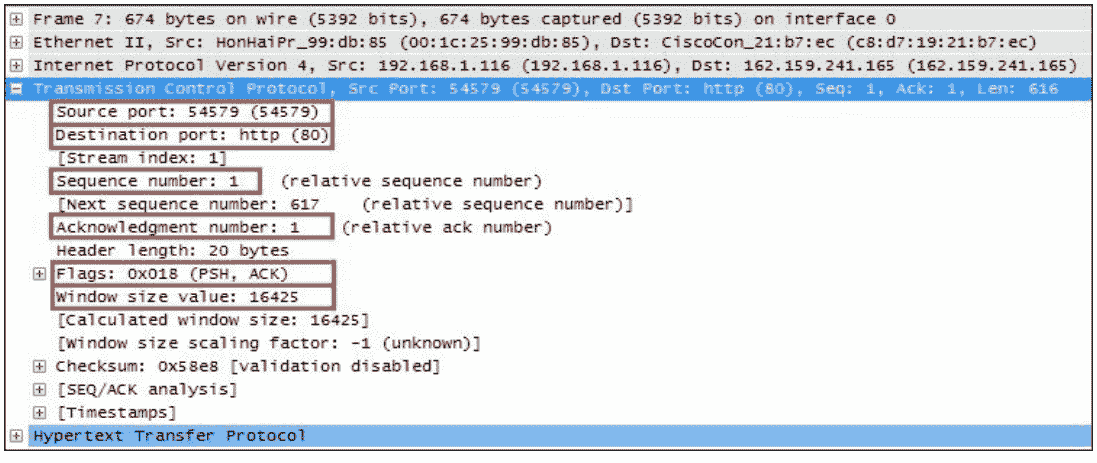 Frame 7: 674 bytes on wire (5392 bits), 674 bytes captured (5392 bits) on interface 0
Ethernet II, Src: HonHaiPr_99:db:85 (00:1c:25:99:db:85), Dst: CiscoCon_21:b7:ec (c8:d7:19:21:b7:ec)
Internet Protocol Version 4, Src: 192.168.1.116 (192.168.1.116), Dst: 162.159.241.165 (162.159.241.165)
Transmission Control Protocol, Src Port: 54579 (54579), Dst Port: http (80), Seq: 1, Ack: 1, Len: 616
Source port: 54579 (54579)
Destination port: http (80)
[Stream index: 1]
Sequence number: 1 (relative sequence number)
[Next sequence number: 617 (relative sequence number)]
Acknowledgment number: 1 (relative ack number)
Header length: 20 bytes
Flags: 0x018 (PSH, ACK)
Window size value: 16425
[Calculated window size: 16425]
[Window size scaling factor: -1 (unknown)]
Checksum: 0x58e8 [validation disabled]
[SEQ/ACK analysis]
[Timestamps]
Hypertext Transfer Protocol